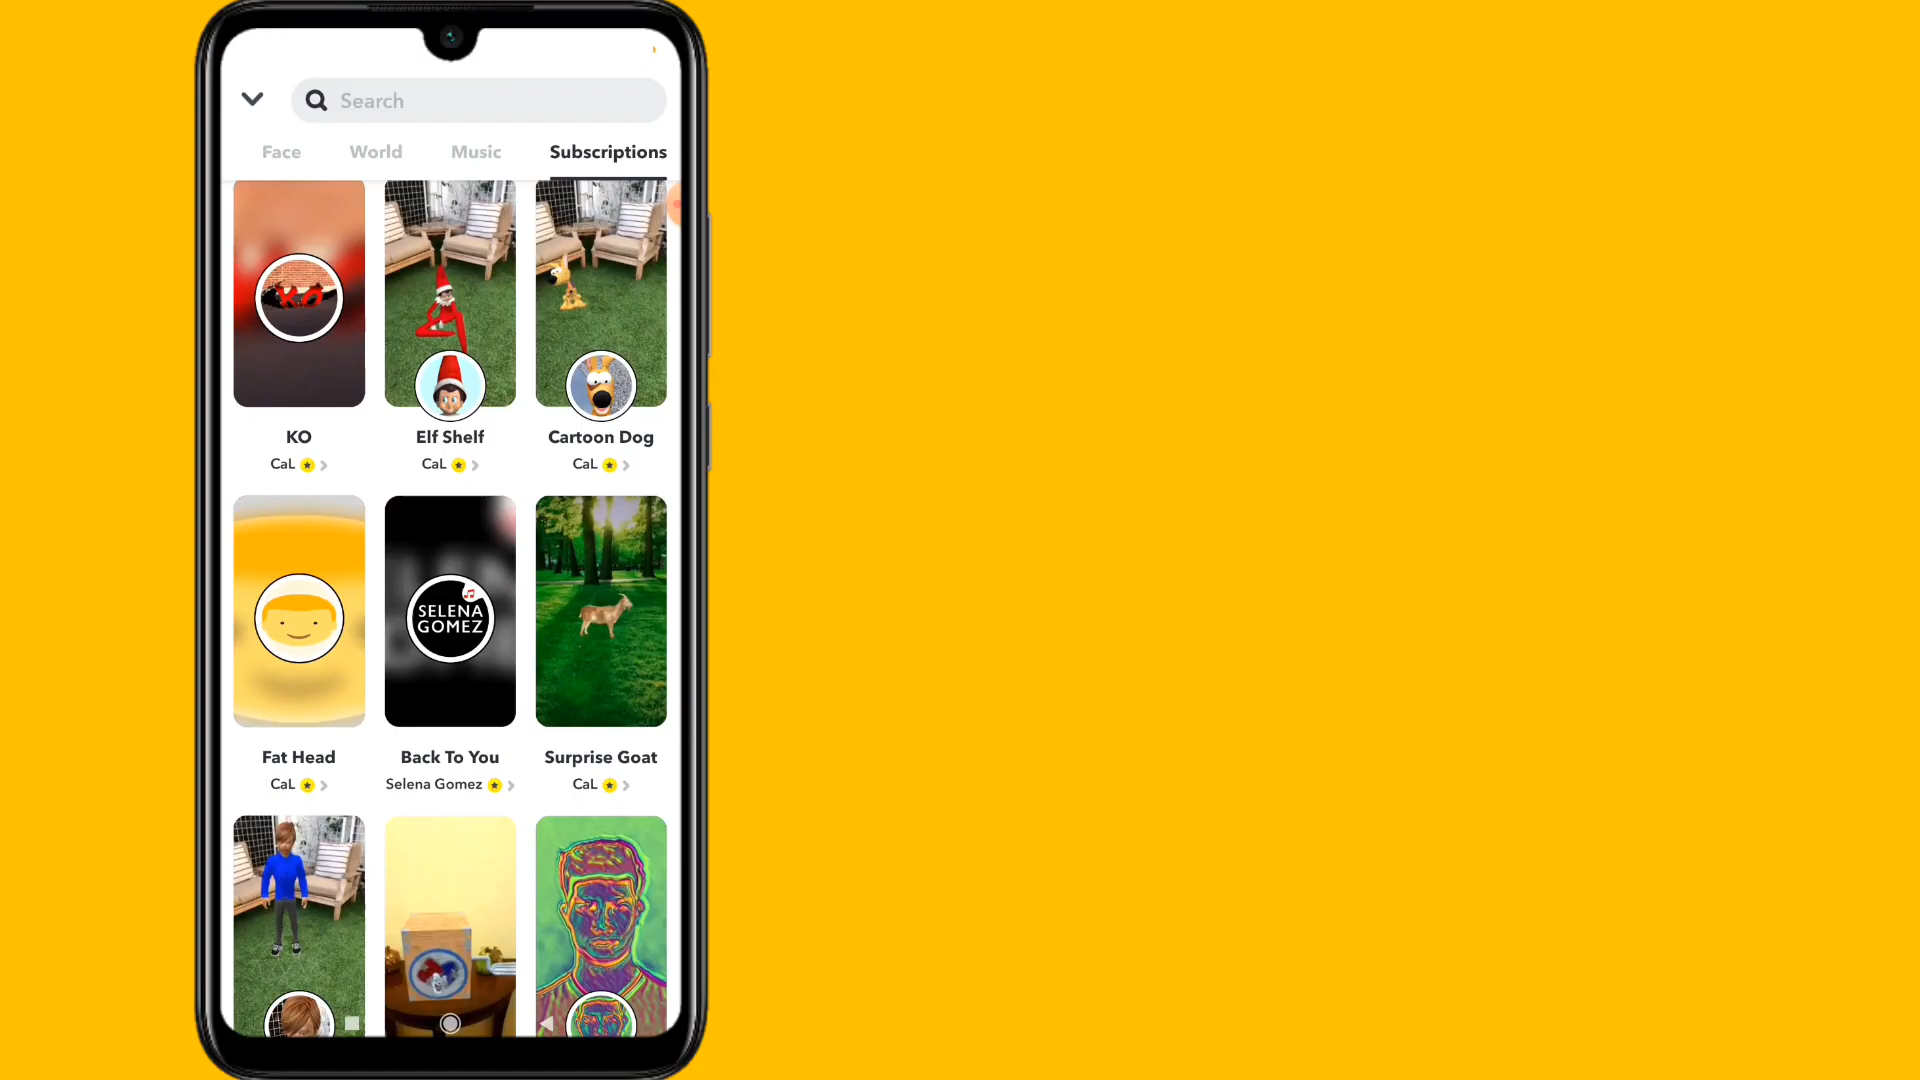 Search
Face World Music Subscriptions
KO
KO Elf Shelf Cartoon Dog
CaL CaL CaL
SELENA
GOMEZ
Fat Head Back To You Surprise Goat
CaL Selena Gomez CaL